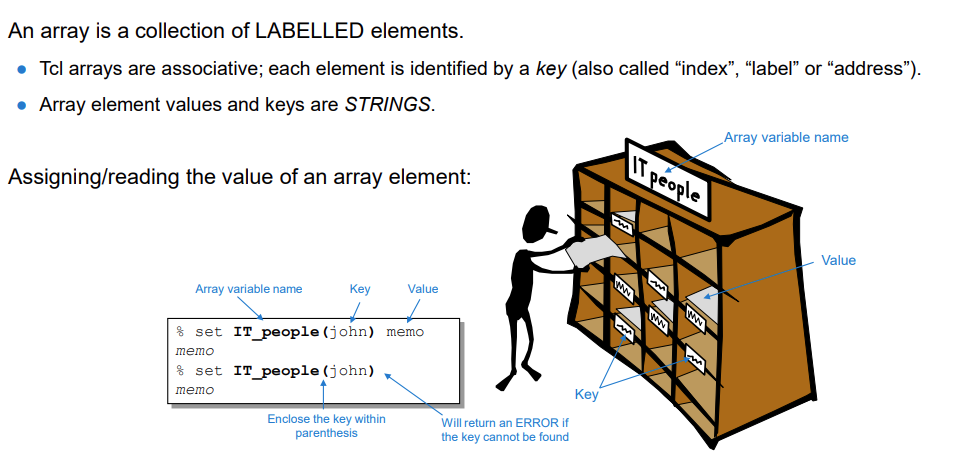 An array is a collection of LABELLED elements.
• Tcl arrays are associative; each element is identified by a key (also called “index”, “label” or “address”).
• Array element values and keys are STRINGS.
Assigning/reading the value of an array element:
Array variable name
IT people
Value
Key
Array variable name Key Value
% set IT_people(john) memo
memo
% set IT_people(john)
memo
Enclose the key within
parenthesis
Will return an ERROR if
the key cannot be found